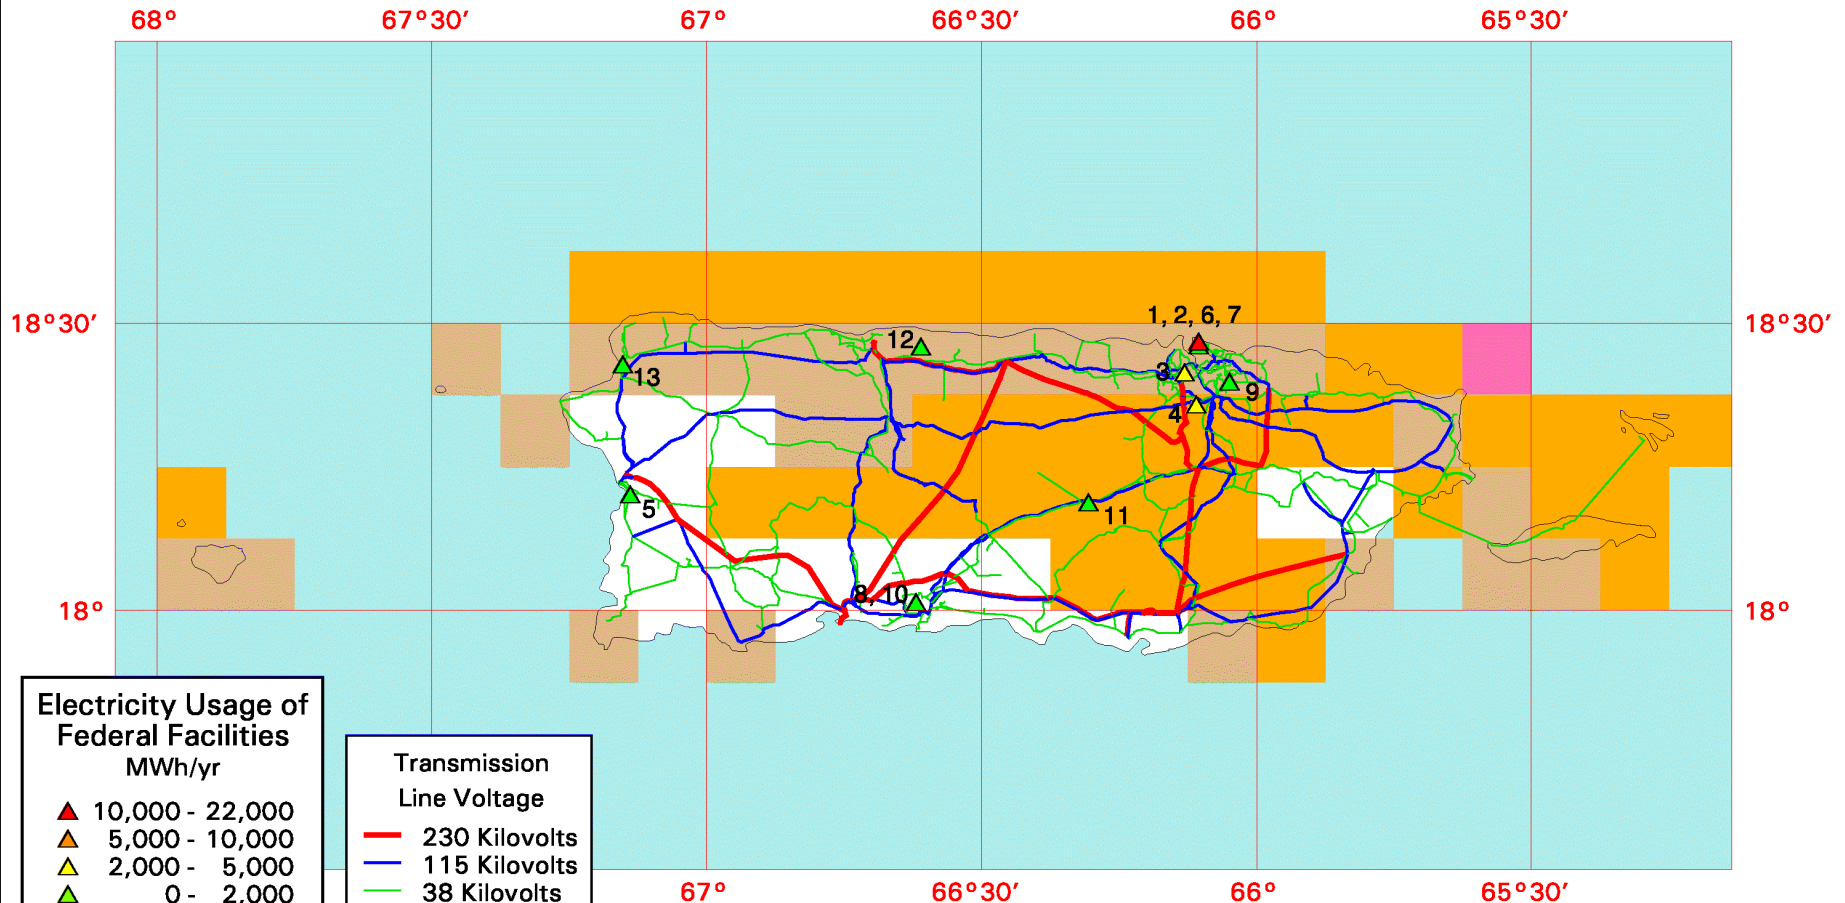 68° 67°30′ 67° 66°30′ 66° 65°30′
1, 2, 6, 7
18°30′ 18°30′
12
3
13
9
4
5
11
8, 10
18° 18°
Electricity Usage of
Federal Facilities
MWh/yr
10,000 - 22,000
5,000 - 10,000
2,000 - 5,000
0 - 2,000
Transmission
Line Voltage
230 Kilovolts
115 Kilovolts
38 Kilovolts
67° 66°30′ 66° 65°30′